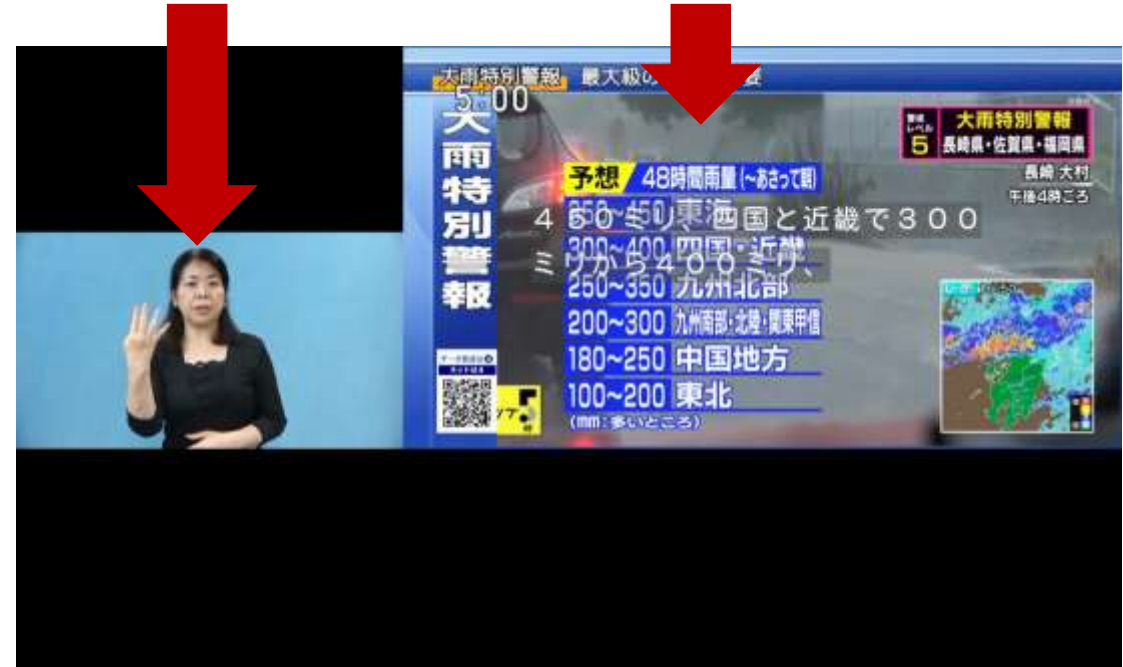 大雨特別警報 最大級の
5:00
大雨特別警報
警戒レベル5
大雨特別警報
長崎県・佐賀県・福岡県
長崎 大村
午後4時ごろ
予想 48時間雨量(~あさって朝)
450ミリ、四国と近畿で300
ミリから400ミリ、
350~450 東海
300~400 四国・近畿
250~350 九州北部
200~300 九州南部・北陸・関東甲信
180~250 中国地方
100~200 東北
(mm:多いところ)